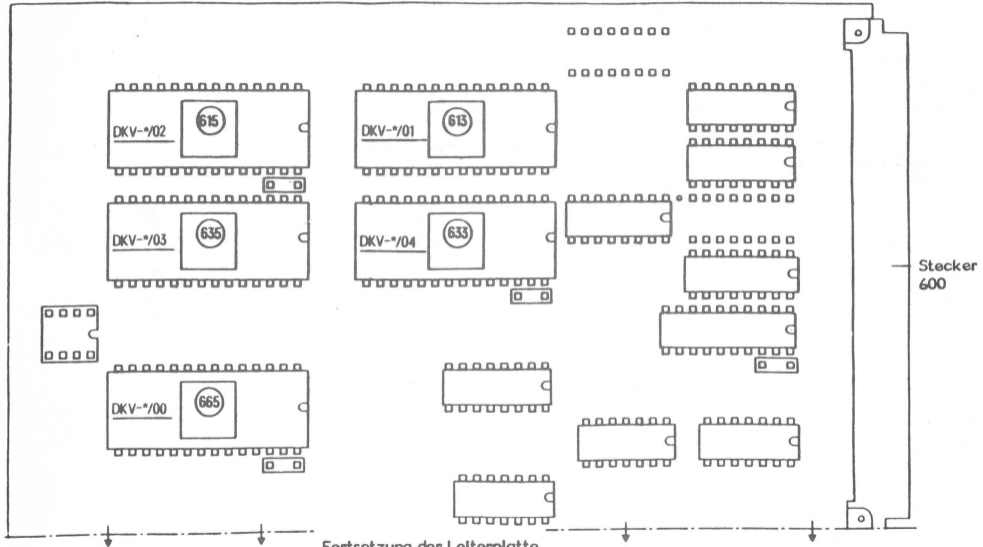 615
DKV-*/02
613
DKV-*/01
635
DKV-*/03
633
DKV-*/04
Stecker
600
665
DKV-*/00
Fortsetzung der Leiterplatte